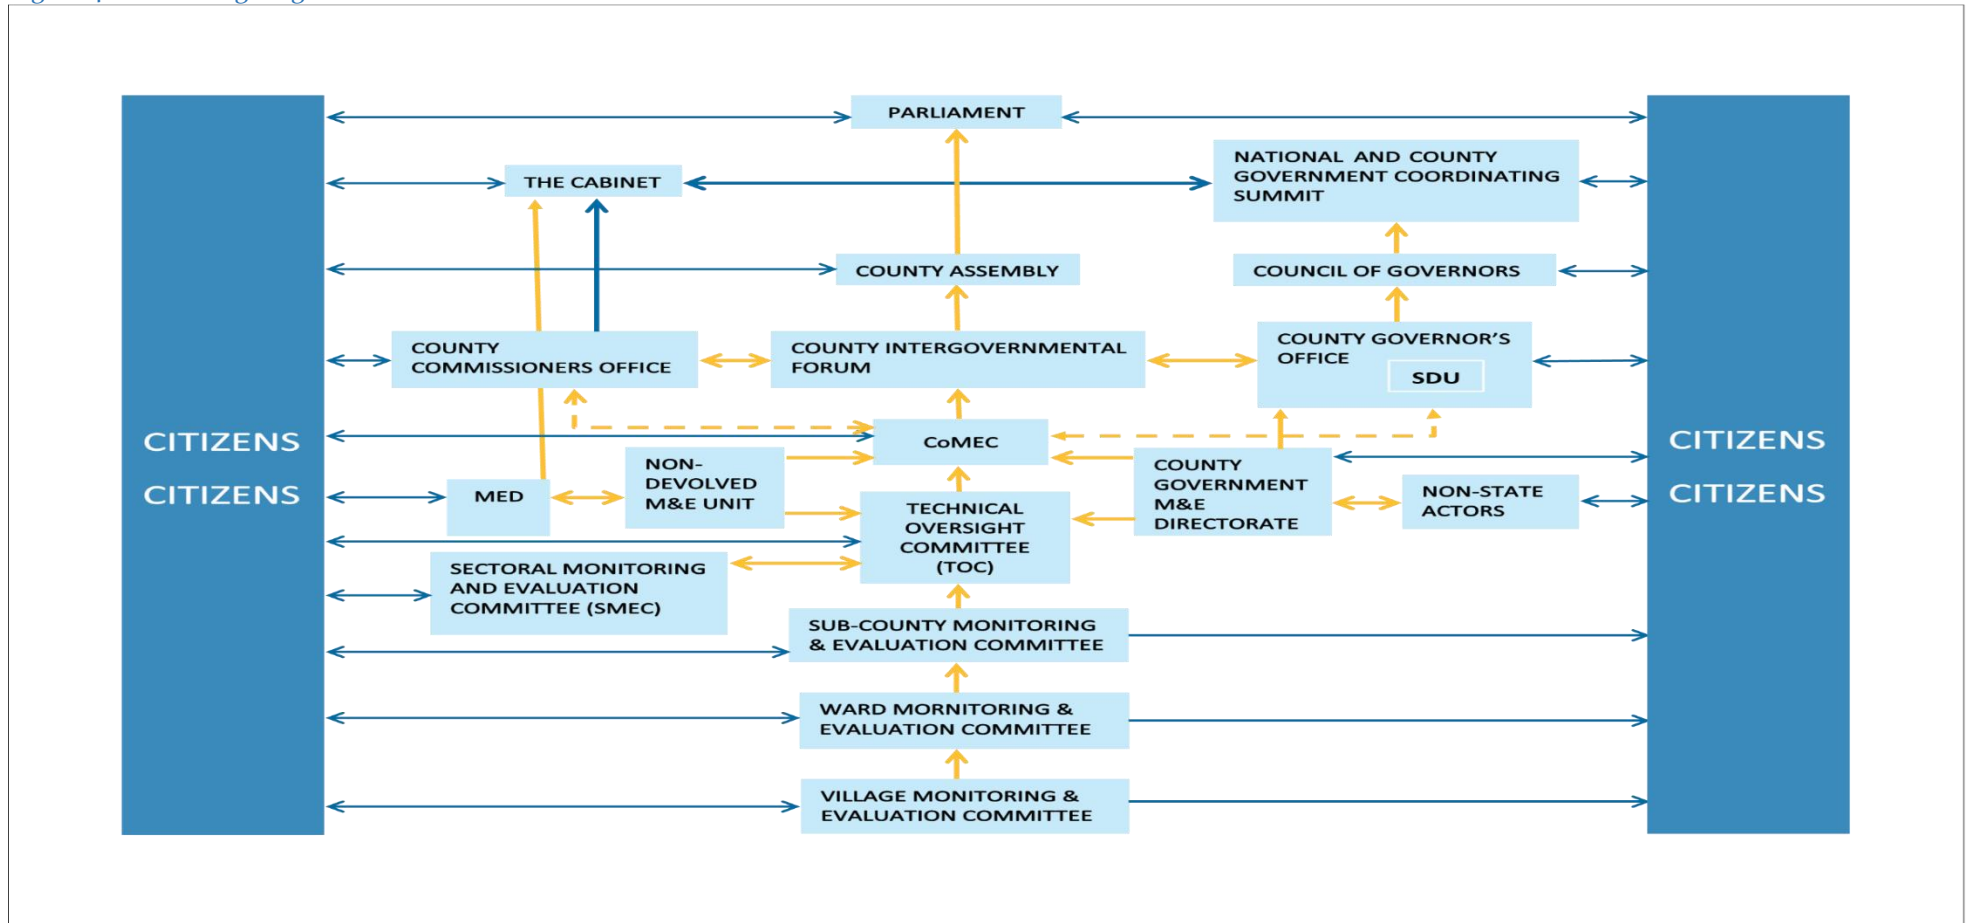 PARLIAMENT
NATIONAL AND COUNTY
GOVERNMENT COORDINATING
SUMMIT
THE CABINET
COUNTY ASSEMBLY
COUNCIL OF GOVERNORS
COUNTY
COMMISSIONERS OFFICE
COUNTY INTERGOVERNMENTAL
FORUM
COUNTY GOVERNOR'S
OFFICE
SDU
CITIZENS
CITIZENS
CoMEC
CITIZENS
CITIZENS
MED
NON-
DEVOLVED
M&E UNIT
COUNTY
GOVERNMENT
M&E
DIRECTORATE
NON-STATE
ACTORS
TECHNICAL
OVERSIGHT
COMMITTEE
(TOC)
SECTORAL MONITORING
AND EVALUATION
COMMITTEE (SMEC)
SUB-COUNTY MONITORING
& EVALUATION COMMITTEE
WARD MORNITORING &
EVALUATION COMMITTEE
VILLAGE MONITORING &
EVALUATION COMMITTEE